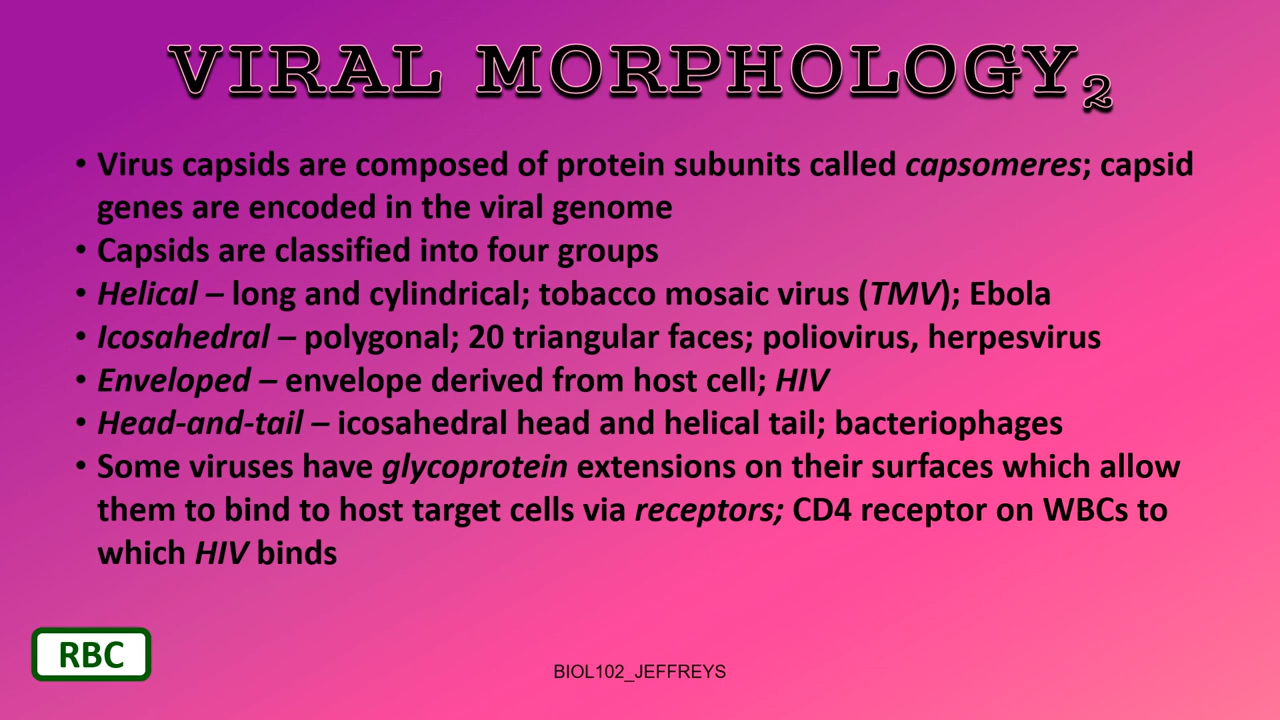 VIRAL MORPHOLOGY₂
• Virus capsids are composed of protein subunits called capsomeres; capsid
genes are encoded in the viral genome
• Capsids are classified into four groups
• Helical – long and cylindrical; tobacco mosaic virus (TMV); Ebola
• Icosahedral – polygonal; 20 triangular faces; poliovirus, herpesvirus
• Enveloped – envelope derived from host cell; HIV
• Head-and-tail – icosahedral head and helical tail; bacteriophages
• Some viruses have glycoprotein extensions on their surfaces which allow
them to bind to host target cells via receptors; CD4 receptor on WBCs to
which HIV binds
RBC
BIOL102_JEFFREYS